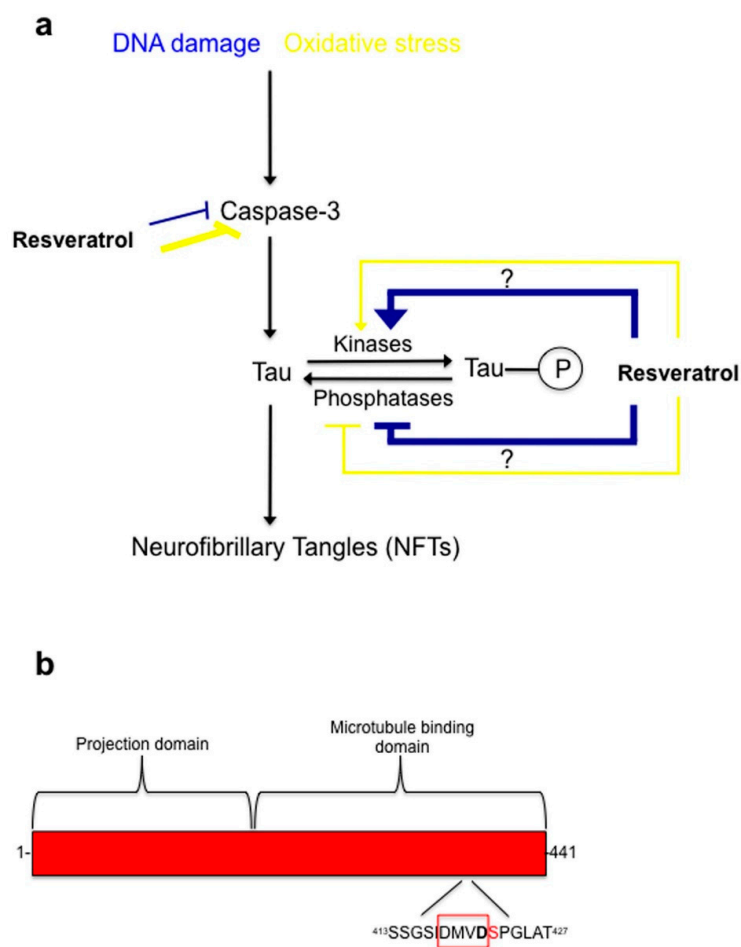 a
DNA damage Oxidative stress
Caspase-3
Resveratrol
?
Kinases
Tau
Tau
P
Resveratrol
Phosphatases
?
Neurofibrillary Tangles (NFTs)
b
Projection domain
Microtubule binding
domain
1-
-441
413SSGSIDMVDSPGLAT427